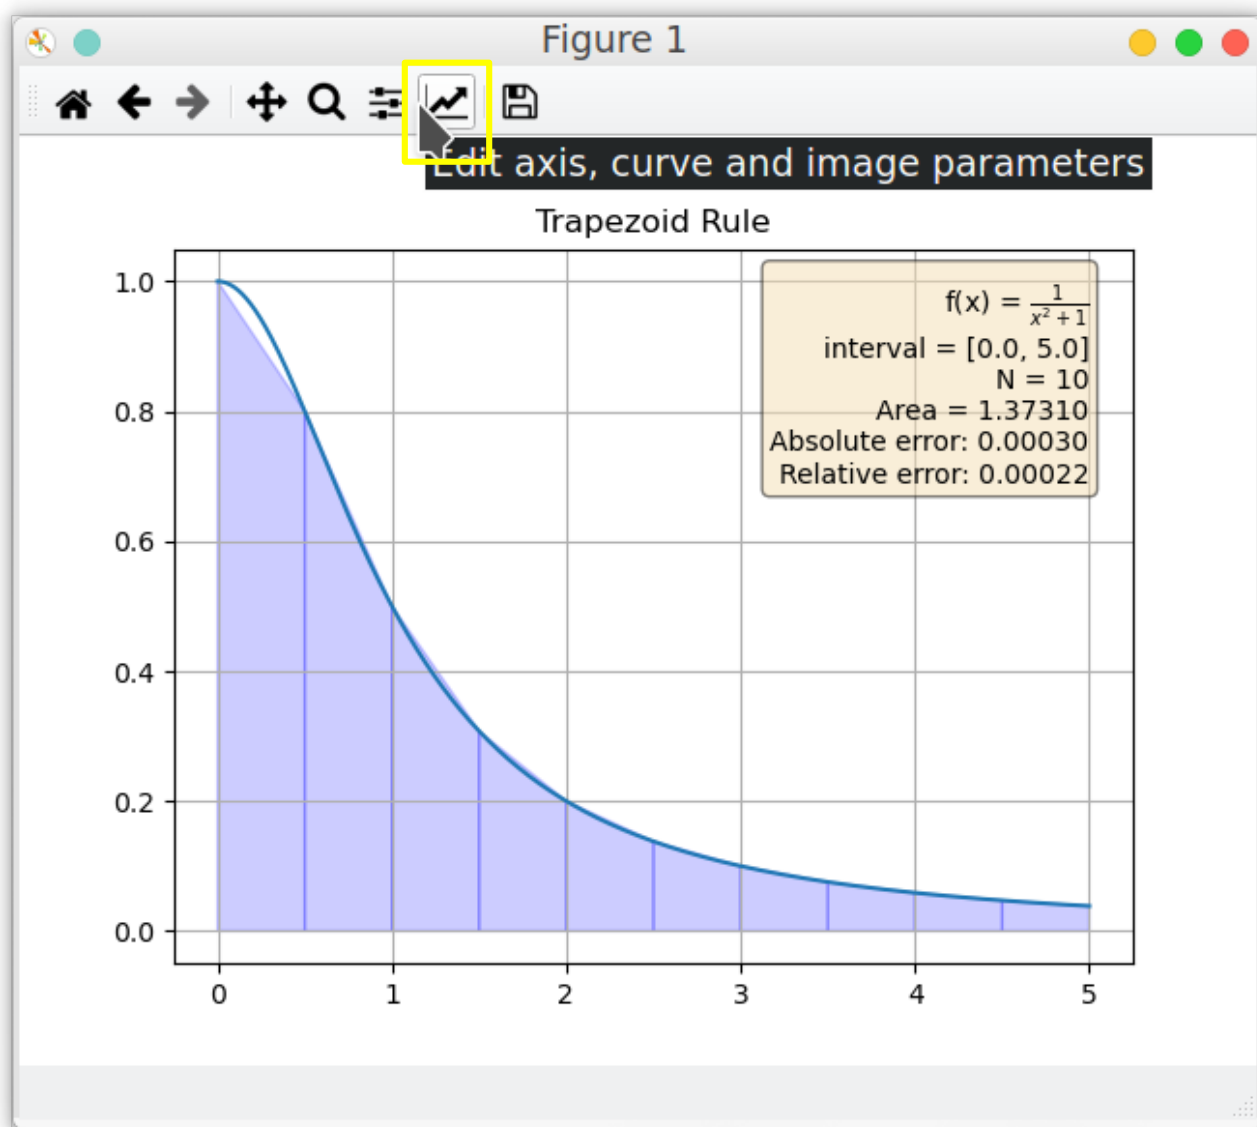 Figure 1
Edit axis, curve and image parameters
Trapezoid Rule
f(x) = 1/(x² + 1)
interval = [0.0, 5.0]
N = 10
Area = 1.37310
Absolute error: 0.00030
Relative error: 0.00022
1.0
0.8
0.6
0.4
0.2
0.0
0 1 2 3 4 5